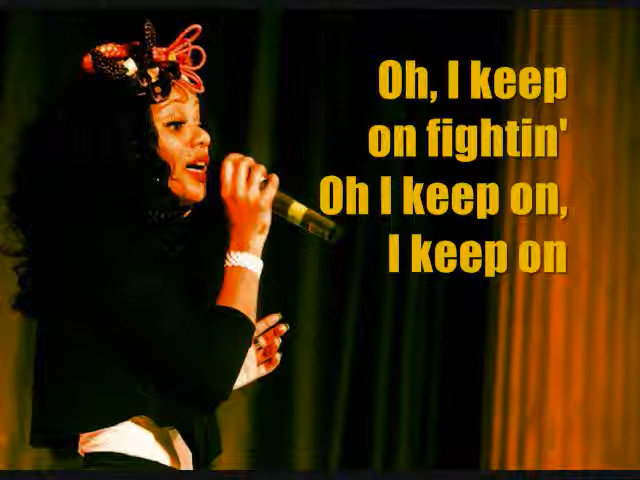 Oh, I keep
on fightin'
Oh I keep on,
I keep on